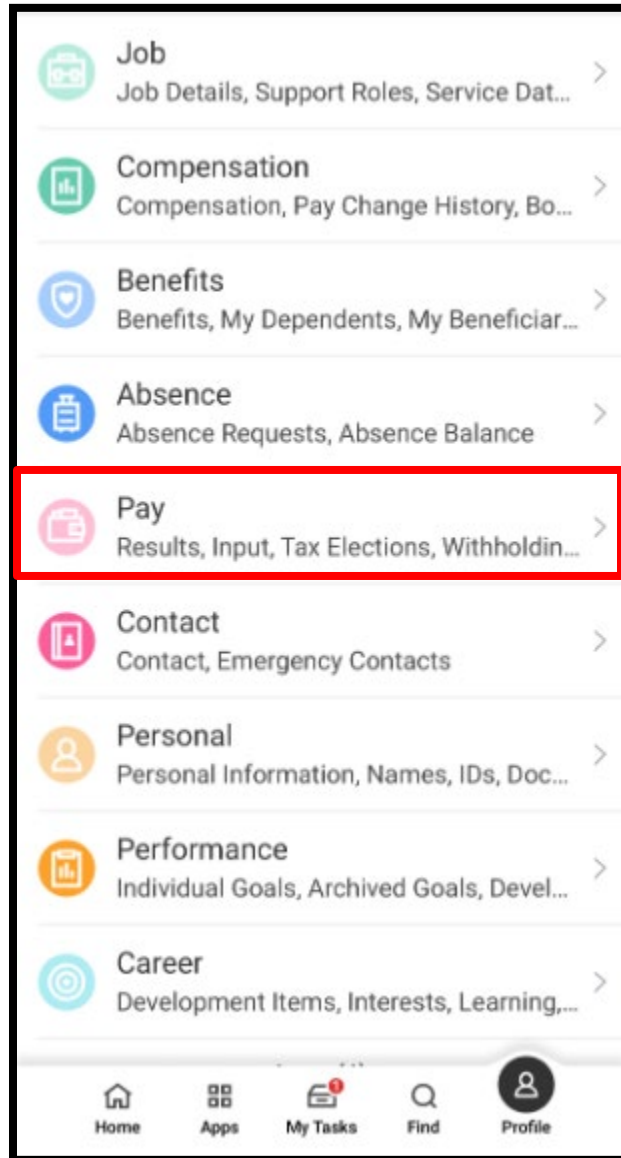 Job
Job Details, Support Roles, Service Dat...
Compensation
Compensation, Pay Change History, Bo...
Benefits
Benefits, My Dependents, My Beneficiar...
Absence
Absence Requests, Absence Balance
Pay
Results, Input, Tax Elections, Withholdin...
Contact
Contact, Emergency Contacts
Personal
Personal Information, Names, IDs, Doc...
Performance
Individual Goals, Archived Goals, Devel...
Career
Development Items, Interests, Learning,...
1
Home Apps My Tasks Find Profile